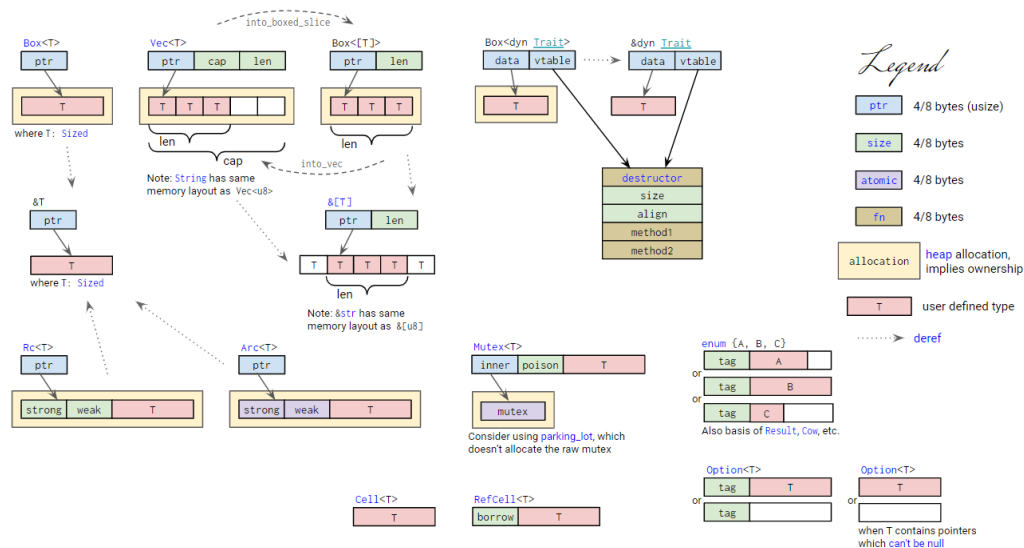 into_boxed_slice
Box<T>
ptr
T
where T: Sized
Vec<T>
ptr cap len
T T T
len
cap
Note: String has same
memory layout as Vec<u8>
Box<[T]>
ptr len
T T T
len
into_vec
Box<dyn Trait>
data vtable
T
&dyn Trait
data vtable
T
destructor
size
align
method1
method2
Legend
ptr 4/8 bytes (usize)
size 4/8 bytes
atomic 4/8 bytes
fn 4/8 bytes
allocation heap allocation,
implies ownership
T user defined type
deref
&T
ptr
T
where T: Sized
&[T]
ptr len
T T T T T
len
Note: &str has same
memory layout as &[u8]
Rc<T>
ptr
strong weak T
Arc<T>
ptr
strong weak T
Mutex<T>
inner poison T
mutex
Consider using parking_lot, which
doesn't allocate the raw mutex
enum {A, B, C}
tag A
or
tag B
or
tag C
Also basis of Result, Cow, etc.
Cell<T>
T
RefCell<T>
borrow T
Option<T>
tag T
or
tag
Option<T>
T
or
when T contains pointers
which can't be null